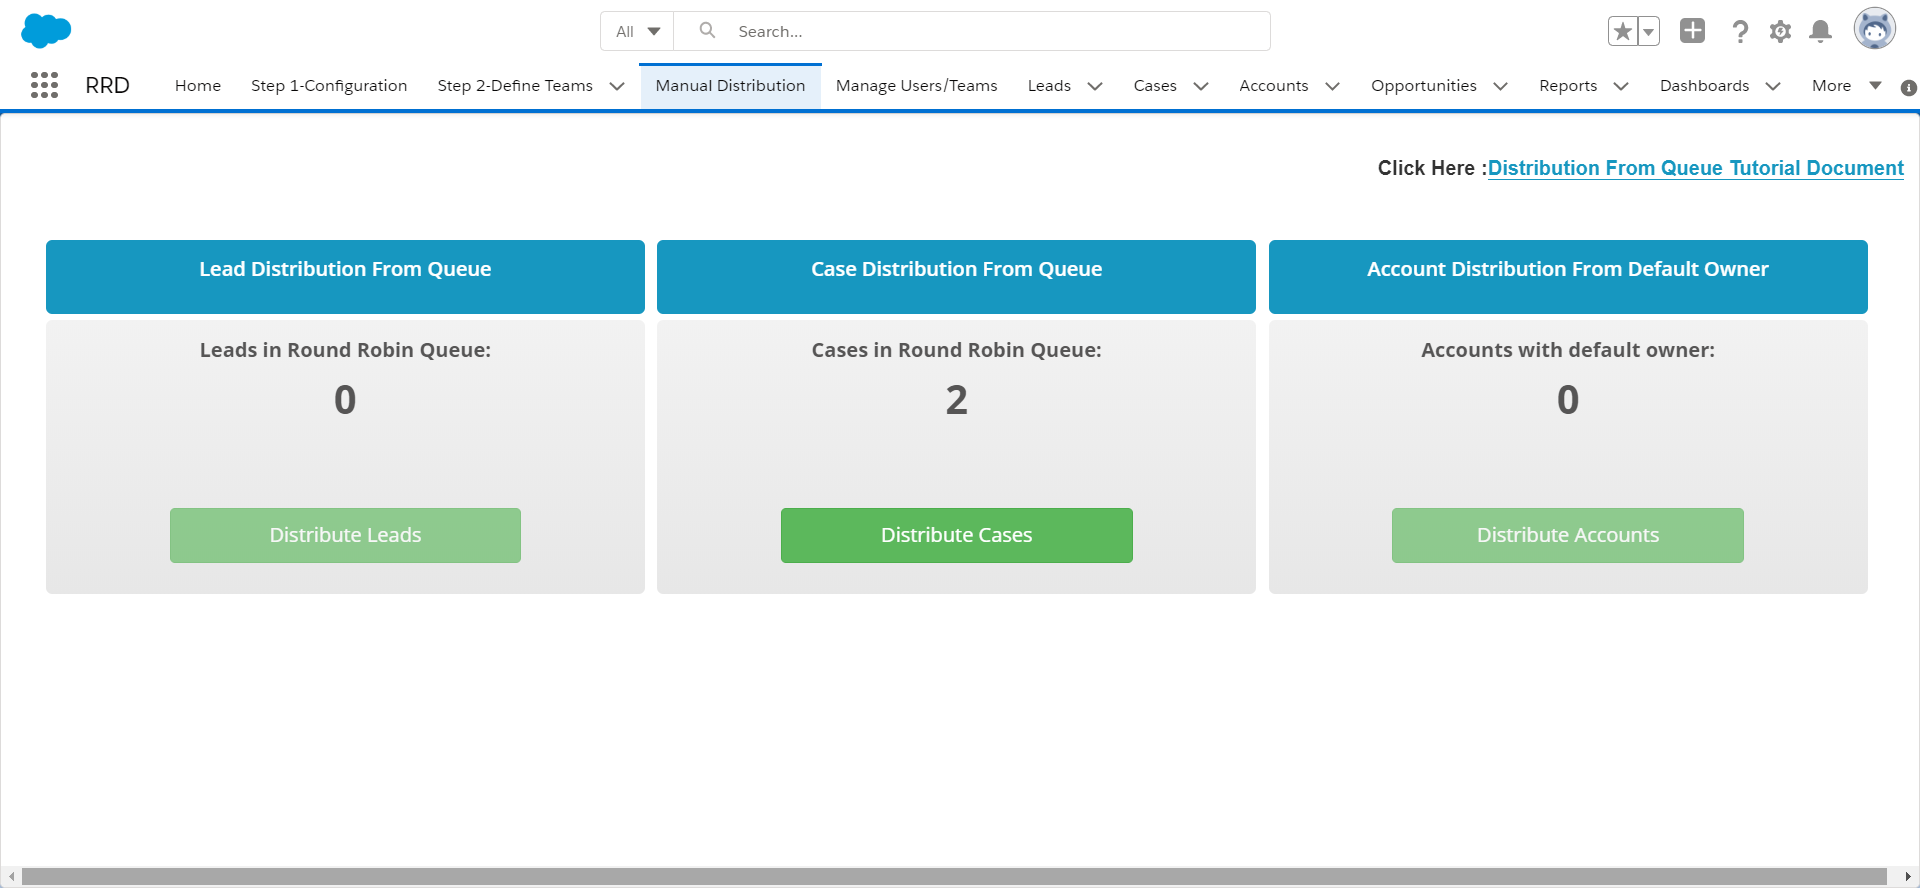 All
Search...
RRD
Home
Step 1-Configuration
Step 2-Define Teams
Manual Distribution
Manage Users/Teams
Leads
Cases
Accounts
Opportunities
Reports
Dashboards
More
Click Here :Distribution From Queue Tutorial Document
Lead Distribution From Queue
Leads in Round Robin Queue:
0
Distribute Leads
Case Distribution From Queue
Cases in Round Robin Queue:
2
Distribute Cases
Account Distribution From Default Owner
Accounts with default owner:
0
Distribute Accounts